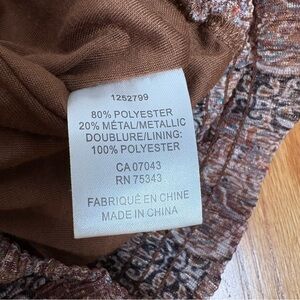 1252799
80% POLYESTER
20% MÉTAL/METALLIC
DOUBLURE/LINING:
100% POLYESTER
CA 07043
RN 75343
FABRIQUÉ EN CHINE
MADE IN CHINA